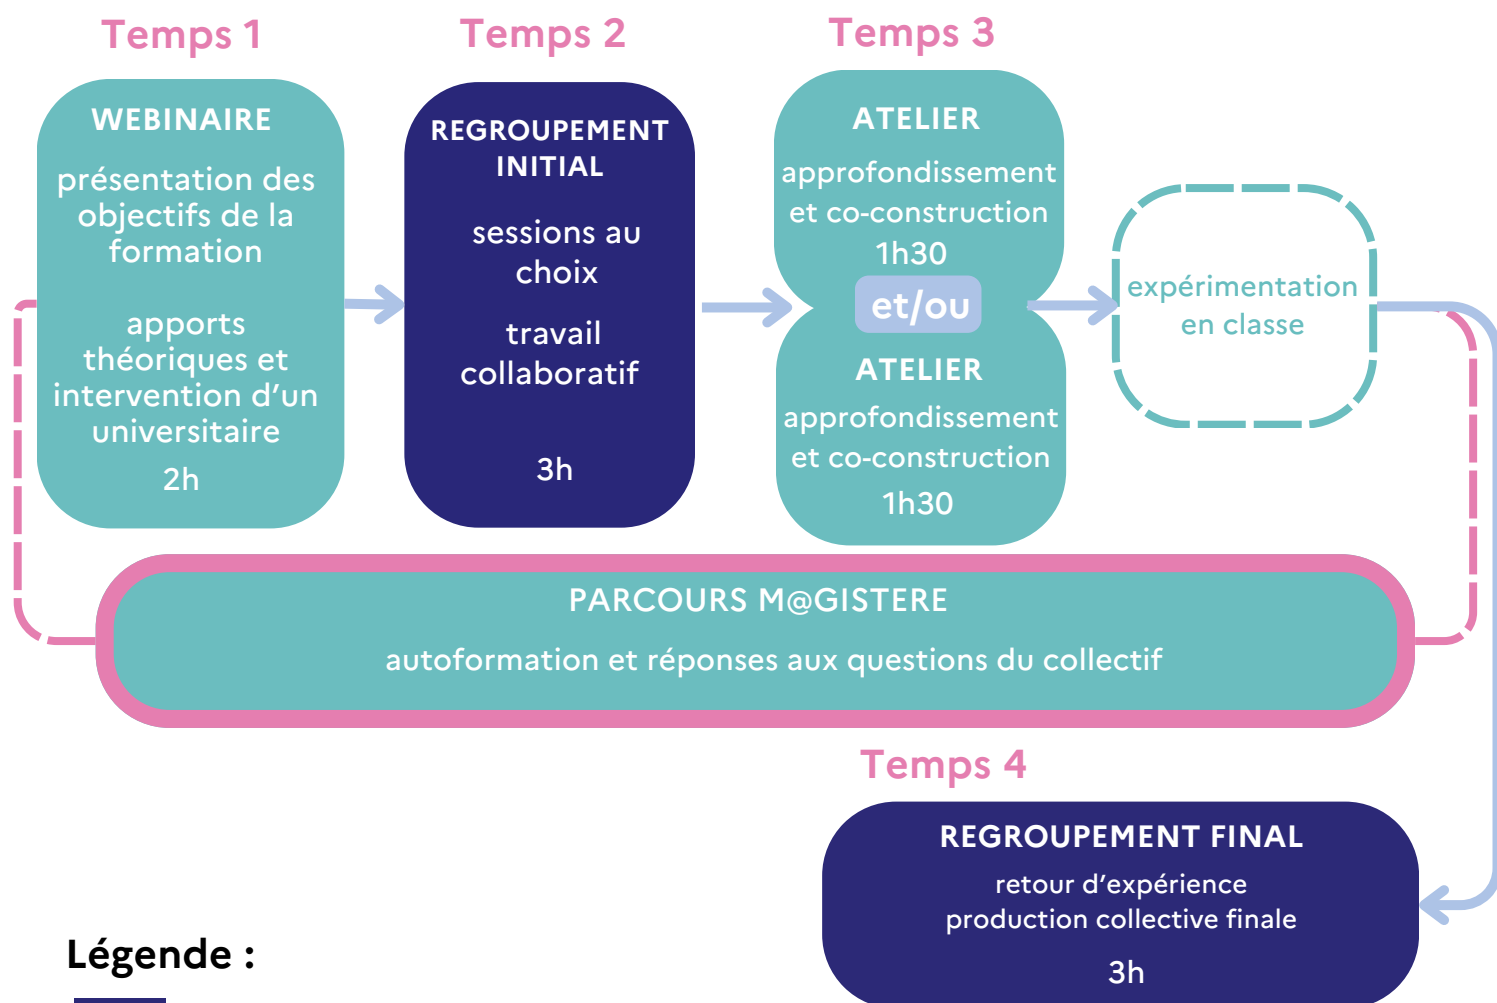 Temps 1
WEBINAIRE
présentation des
objectifs de la
formation
apports
théoriques et
intervention d’un
universitaire
2h
Temps 2
REGROUPEMENT
INITIAL
sessions au
choix
travail
collaboratif
3h
Temps 3
ATELIER
approfondissement
et co-construction
1h30
et/ou
ATELIER
approfondissement
et co-construction
1h30
expérimentation
en classe
PARCOURS M@GISTERE
autoformation et réponses aux questions du collectif
Temps 4
REGROUPEMENT FINAL
retour d’expérience
production collective finale
3h
Légende :